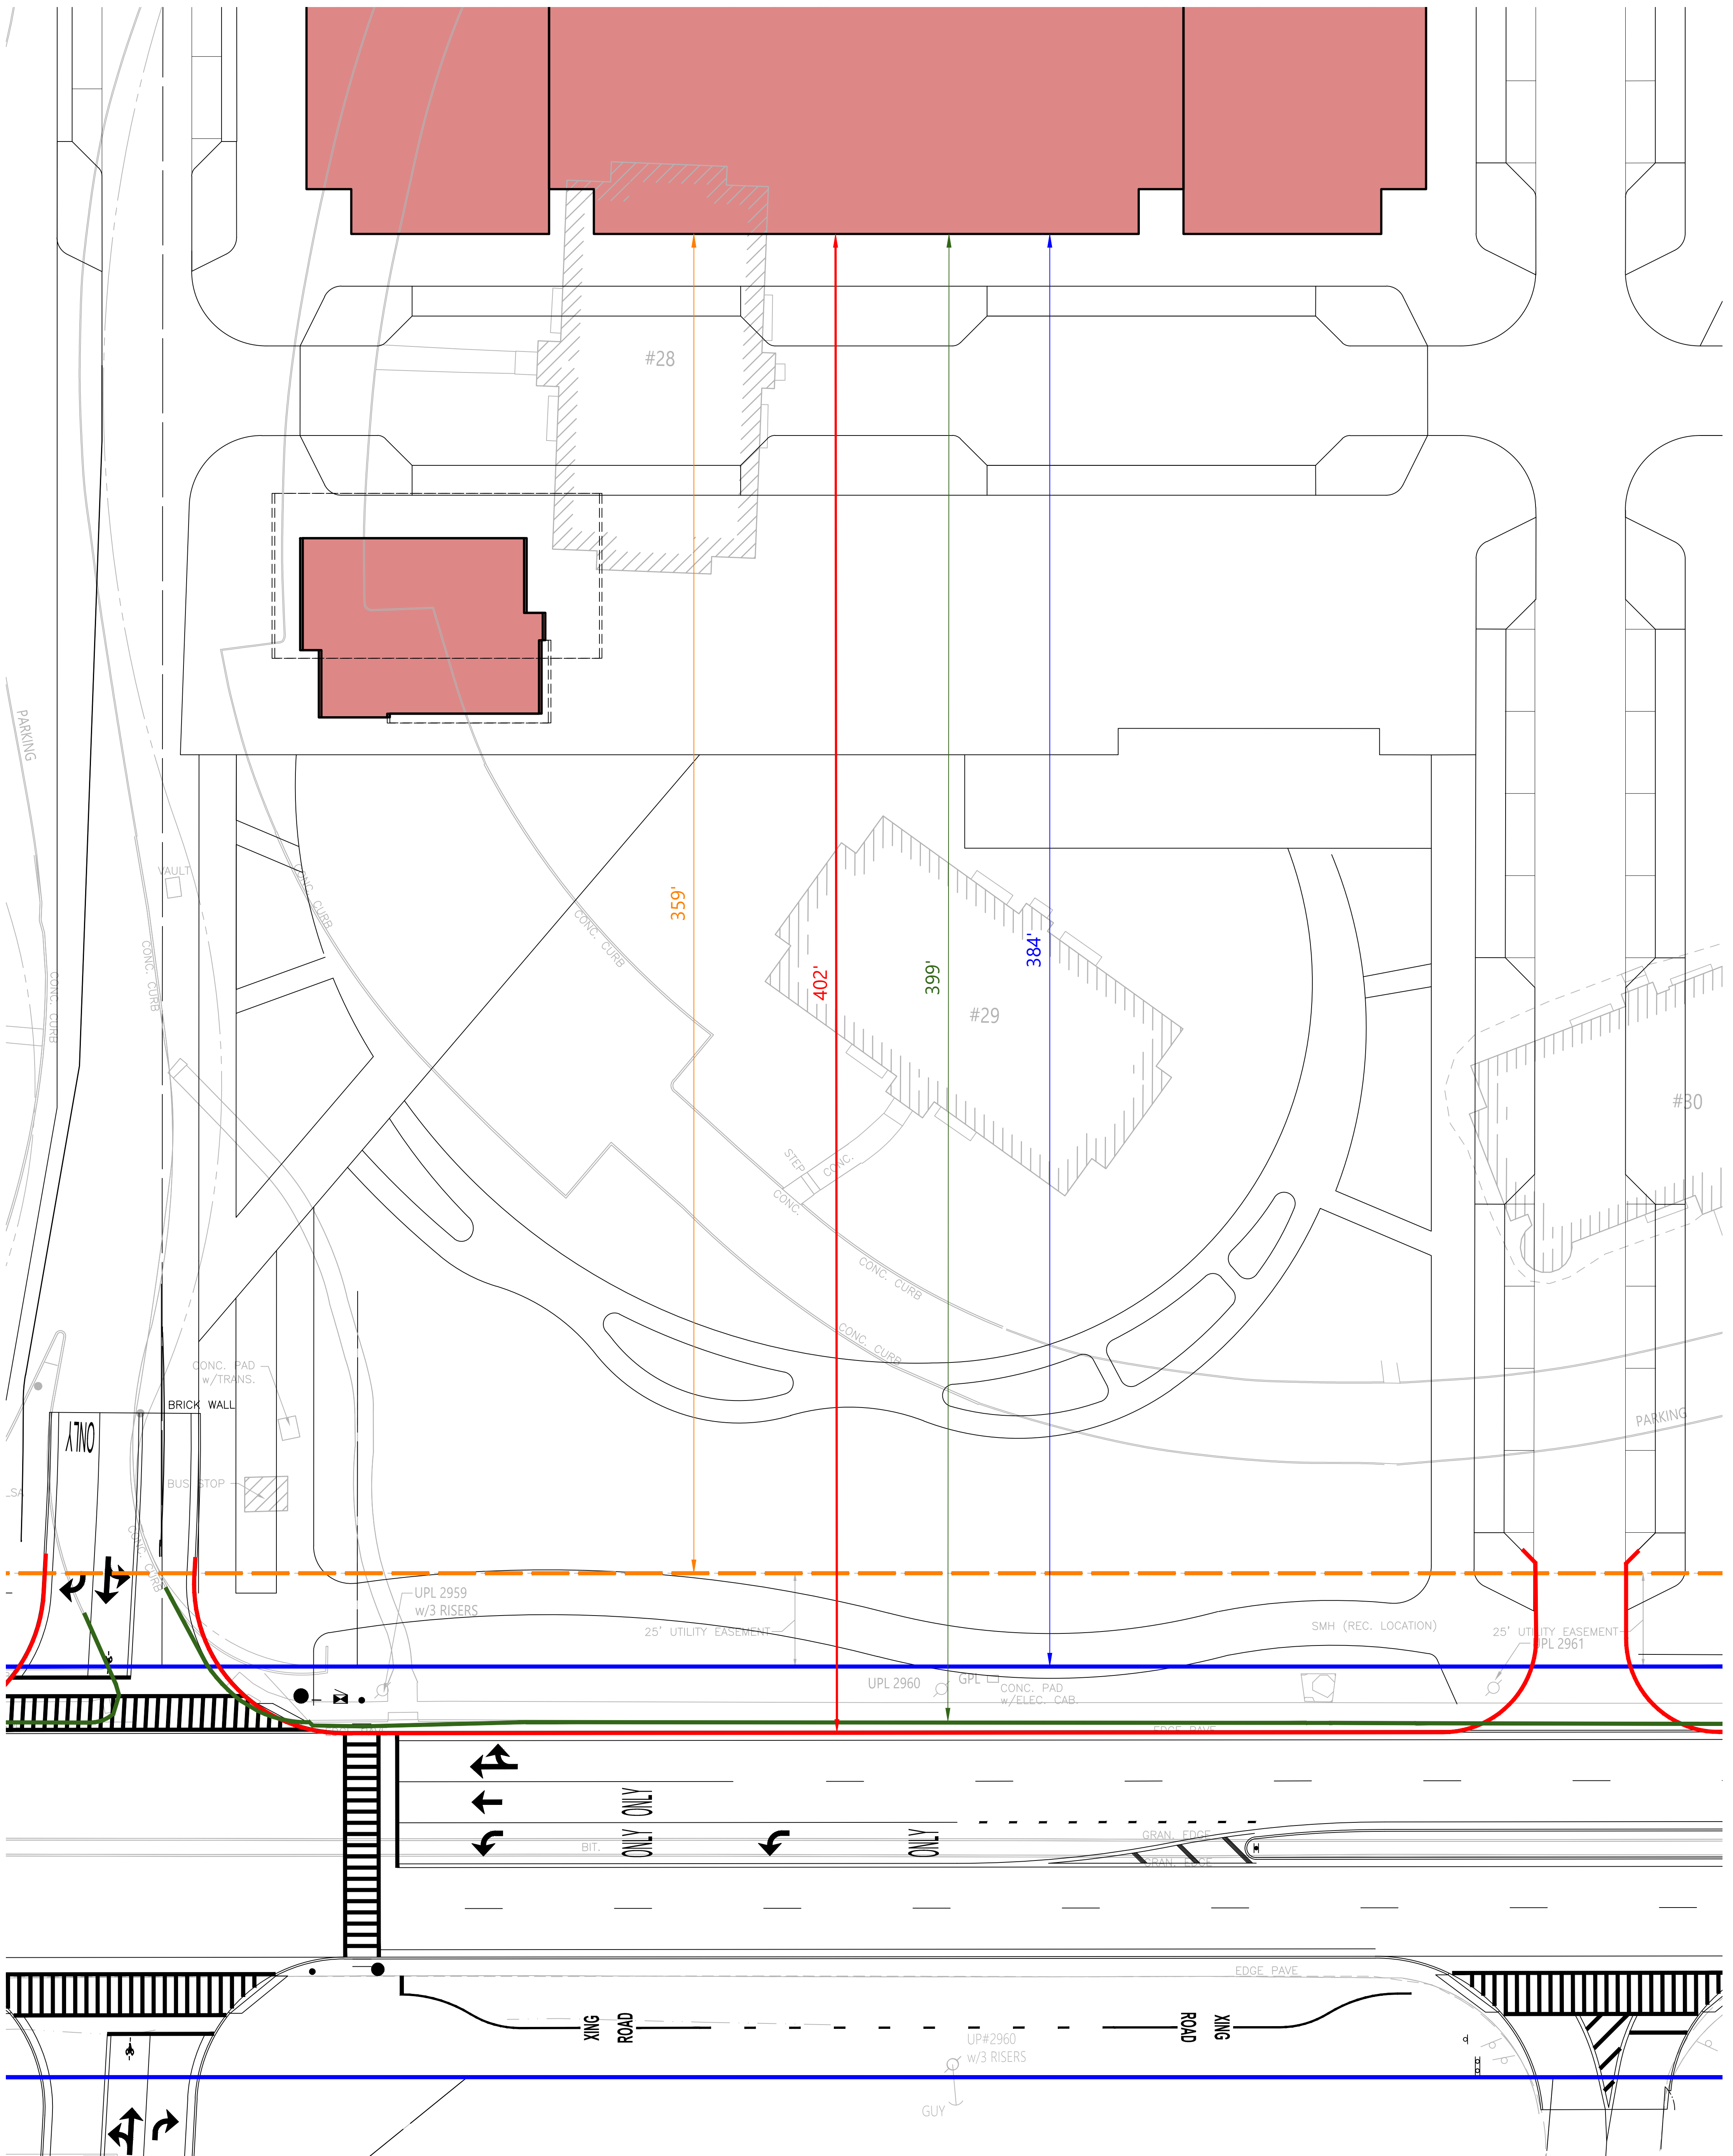 #28
PARKING
VAULT
CONC. CURB
CONC. CURB
CONC. CURB
CONC. CURB
359'
402'
399'
384'
#29
#30
STEP
CONC.
CONC.
CONC. CURB
CONC. CURB
CONC. PAD
w/TRANS.
BRICK WALL
ONLY
BUS STOP
CONC. CURB
PARKING
UPL 2959
w/3 RISERS
25' UTILITY EASEMENT
SMH (REC. LOCATION)
25' UTILITY EASEMENT
UPL 2961
UPL 2960
GPL
CONC. PAD
w/ELEC. CAB.
EDGE PAVE
ONLY
ONLY
ONLY
BIT.
GRAN. EDGE
GRAN. EDGE
EDGE PAVE
XING
ROAD
ROAD
XING
UP#2960
w/3 RISERS
GUY